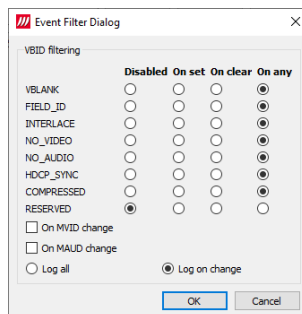 Event Filter Dialog
VBID filtering
Disabled On set On clear On any
VBLANK
FIELD_ID
INTERLACE
NO_VIDEO
NO_AUDIO
HDCP_SYNC
COMPRESSED
RESERVED
On MVID change
On MAUD change
Log all Log on change
OK Cancel